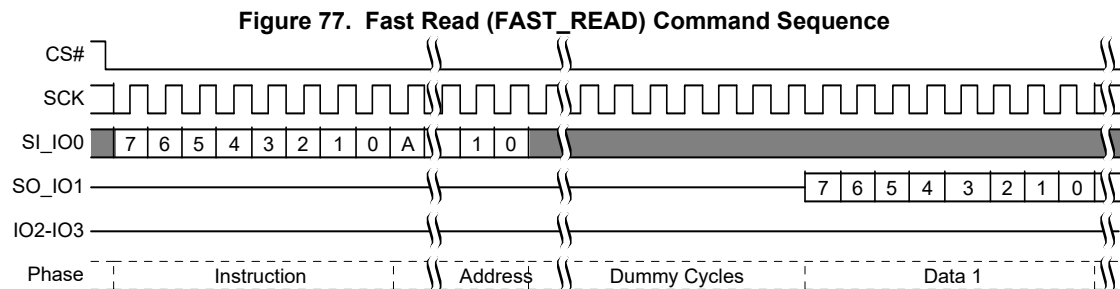 Figure 77.  Fast Read (FAST_READ) Command Sequence
CS#
SCK
SI_IO0 7 6 5 4 3 2 1 0 A 1 0
SO_IO1 7 6 5 4 3 2 1 0
IO2-IO3
Phase Instruction Address Dummy Cycles Data 1